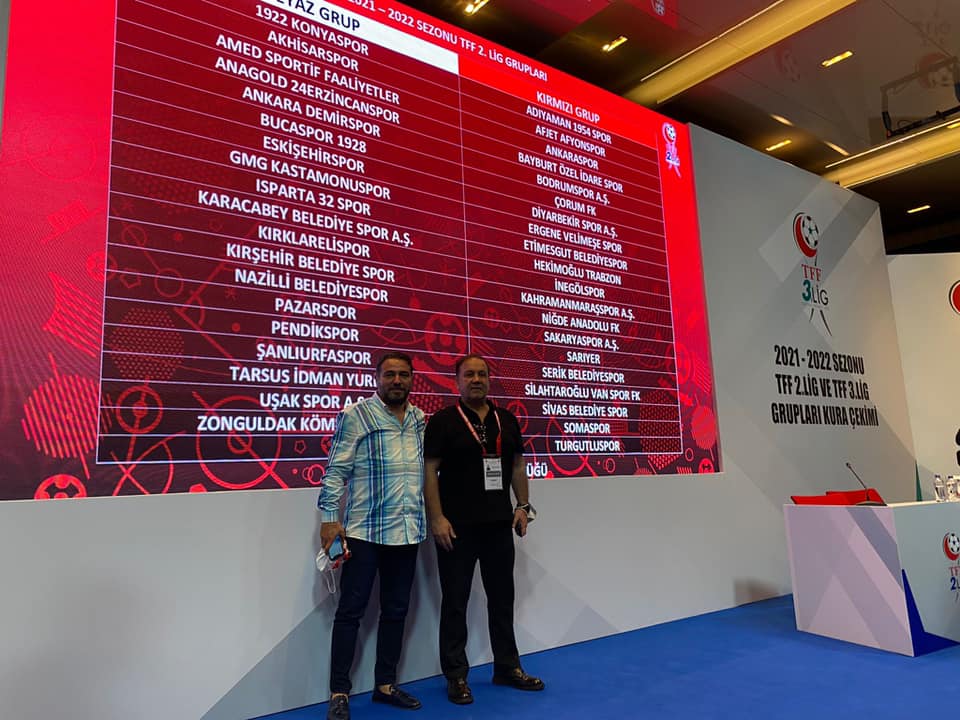 2021 – 2022 SEZONU TFF 2. LİG GRUPLARI
BEYAZ GRUP
1922 KONYASPOR
AKHİSARSPOR
AMED SPORTİF FAALİYETLER
ANAGOLD 24ERZİNCANSPOR
ANKARA DEMİRSPOR
BUCASPOR 1928
ESKİŞEHİRSPOR
GMG KASTAMONUSPOR
ISPARTA 32 SPOR
KARACABEY BELEDİYE SPOR A.Ş.
KIRKLARELİSPOR
KIRŞEHİR BELEDİYE SPOR
NAZİLLİ BELEDİYESPOR
PAZARSPOR
PENDİKSPOR
ŞANLIURFASPOR
TARSUS İDMAN YUR
UŞAK SPOR A.Ş
ZONGULDAK KÖM
KIRMIZI GRUP
ADIYAMAN 1954 SPOR
AFJET AFYONSPOR
ANKARASPOR
BAYBURT ÖZEL İDARE SPOR
BODRUMSPOR A.Ş.
ÇORUM FK
DİYARBEKİR SPOR A.Ş.
ERGENE VELİMEŞE SPOR
ETİMESGUT BELEDİYESPOR
HEKİMOĞLU TRABZON
İNEGÖLSPOR
KAHRAMANMARAŞSPOR A.Ş.
NİĞDE ANADOLU FK
SAKARYASPOR A.Ş.
SARIYER
SERİK BELEDİYESPOR
SİLAHTAROĞLU VAN SPOR FK
SİVAS BELEDİYE SPOR
SOMASPOR
TURGUTLUSPOR
ÜĞÜ
TFF
3LİG
2021 - 2022 SEZONU
TFF 2.LİG VE TFF 3.LİG
GRUPLARI KURA ÇEKİMİ